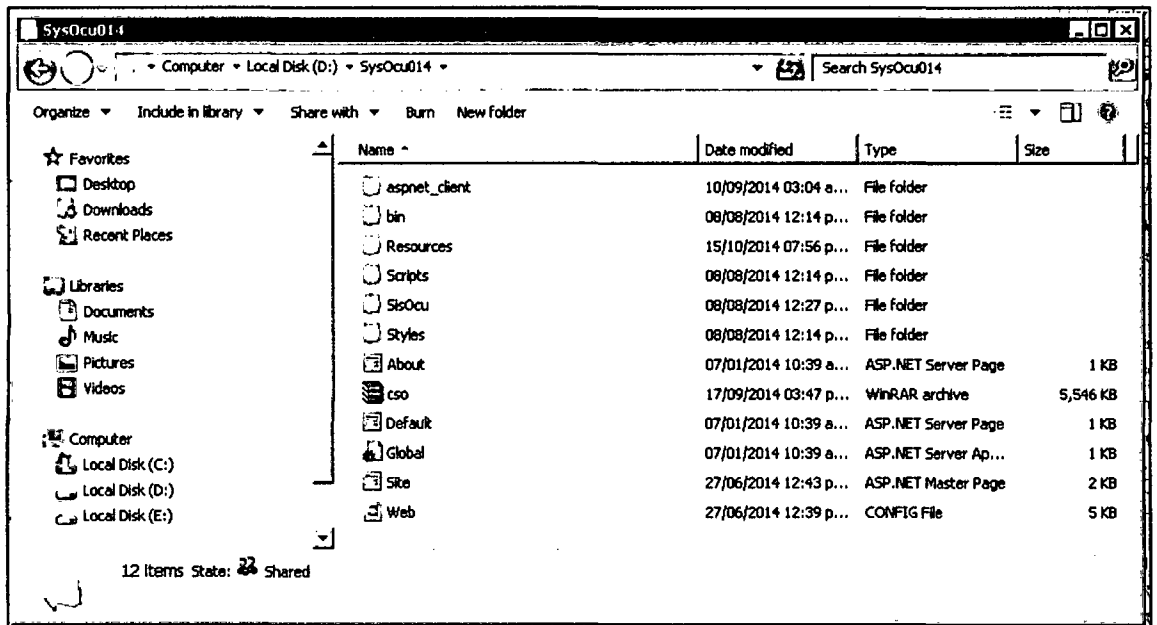 SysOcu014
Computer Local Disk (D:) SysOcu014
Search SysOcu014
Organize Include in library Share with Burn New folder
Favorites
Desktop
Downloads
Recent Places
Libraries
Documents
Music
Pictures
Videos
Computer
Local Disk (C:)
Local Disk (D:)
Local Disk (E:)
Name Date modified Type Size
aspnet_client 10/09/2014 03:04 a... File folder
bin 08/08/2014 12:14 p... File folder
Resources 15/10/2014 07:56 p... File folder
Scripts 08/08/2014 12:14 p... File folder
SisOcu 08/08/2014 12:27 p... File folder
Styles 08/08/2014 12:14 p... File folder
About 07/01/2014 10:39 a... ASP.NET Server Page 1 KB
cso 17/09/2014 03:47 p... WinRAR archive 5,546 KB
Default 07/01/2014 10:39 a... ASP.NET Server Page 1 KB
Global 07/01/2014 10:39 a... ASP.NET Server Ap... 1 KB
Site 27/06/2014 12:43 p... ASP.NET Master Page 2 KB
Web 27/06/2014 12:39 p... CONFIG File 5 KB
12 items State: Shared